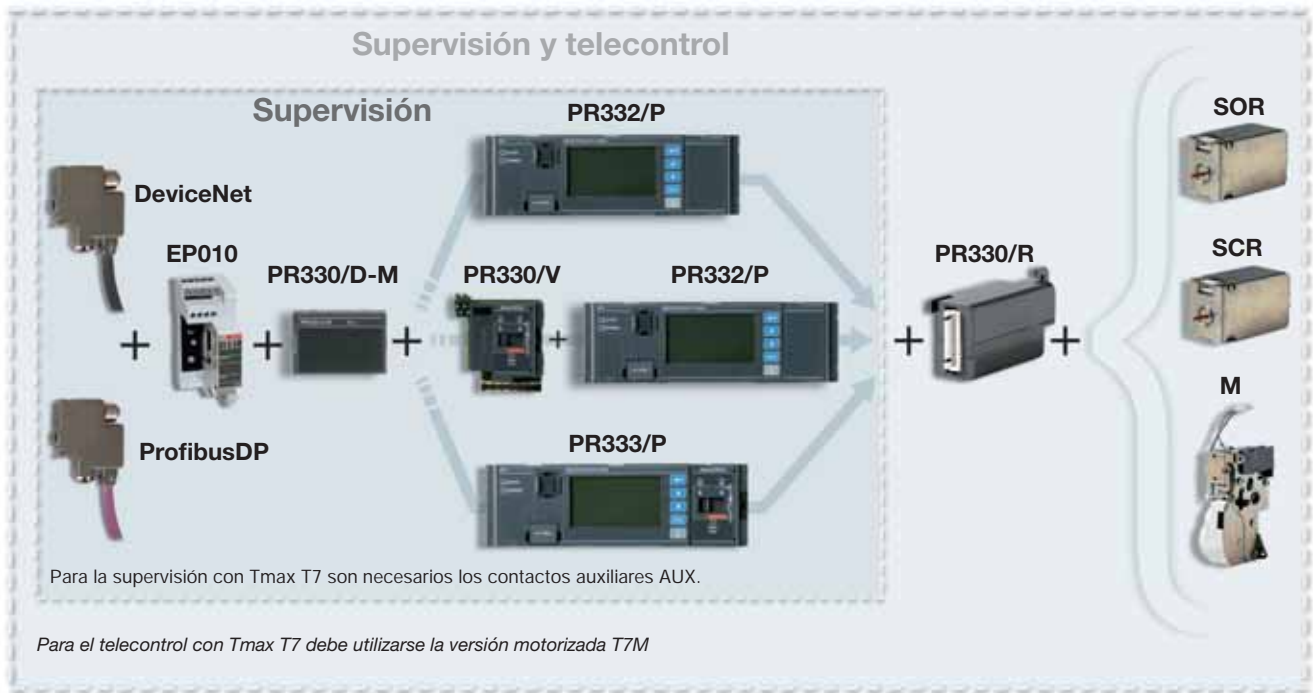 Supervisión y telecontrol
Supervisión
PR332/P
SOR
DeviceNet
EP010
PR330/D-M
PR330/V
PR332/P
PR330/R
SCR
+
+
+
+
+
+
M
ProfibusDP
PR333/P
Para la supervisión con Tmax T7 son necesarios los contactos auxiliares AUX.
Para el telecontrol con Tmax T7 debe utilizarse la versión motorizada T7M